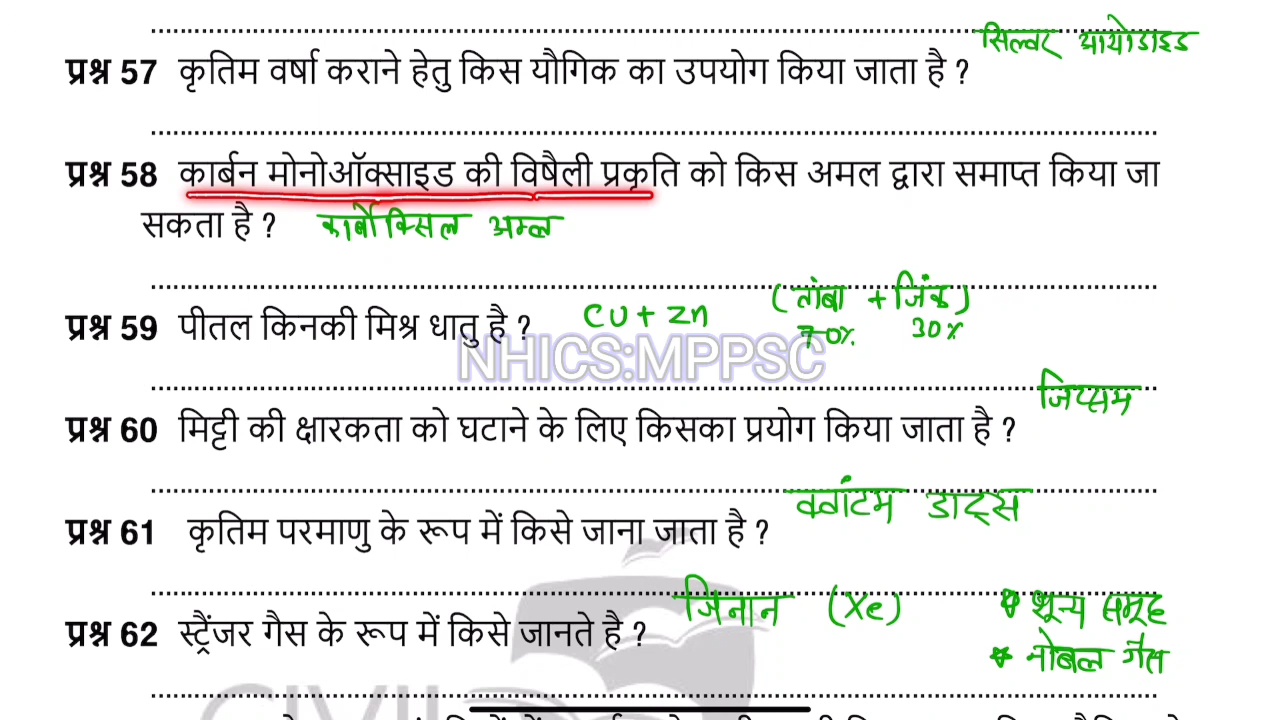 सिल्वर आयोडाइड
प्रश्न 57 कृतिम वर्षा कराने हेतु किस यौगिक का उपयोग किया जाता है ?
प्रश्न 58 कार्बन मोनोऑक्साइड की विषैली प्रकृति को किस अमल द्वारा समाप्त किया जा
सकता है ? कार्बोक्सिल अम्ल
(तांबा + जिंक)
प्रश्न 59 पीतल किनकी मिश्र धातु है ? Cu + Zn 70% 30%
NHICS:MPPSC
जिप्सम
प्रश्न 60 मिट्टी की क्षारकता को घटाने के लिए किसका प्रयोग किया जाता है ?
क्वांटम डाट्स
प्रश्न 61 कृतिम परमाणु के रूप में किसे जाना जाता है ?
जिनान (Xe) * शून्य समूह
प्रश्न 62 स्ट्रैंजर गैस के रूप में किसे जानते है ? * नोबल गैस